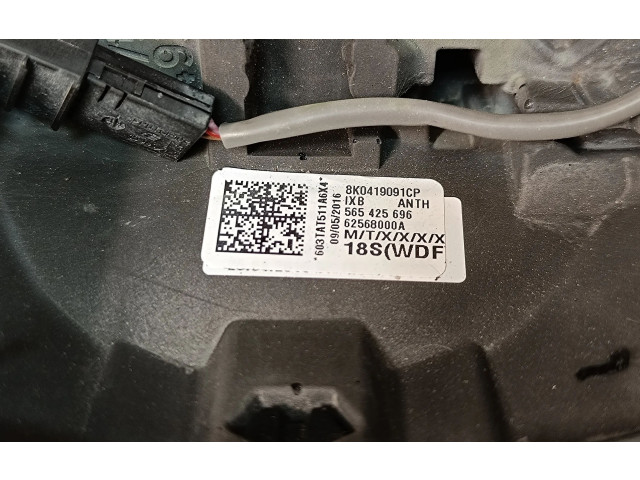 8K0419091CP
IXB ANTH
565 425 696
62568000A
M/T/X/X/X/X
18S(WDF
*603TAT511A6X4*
09/05/2016